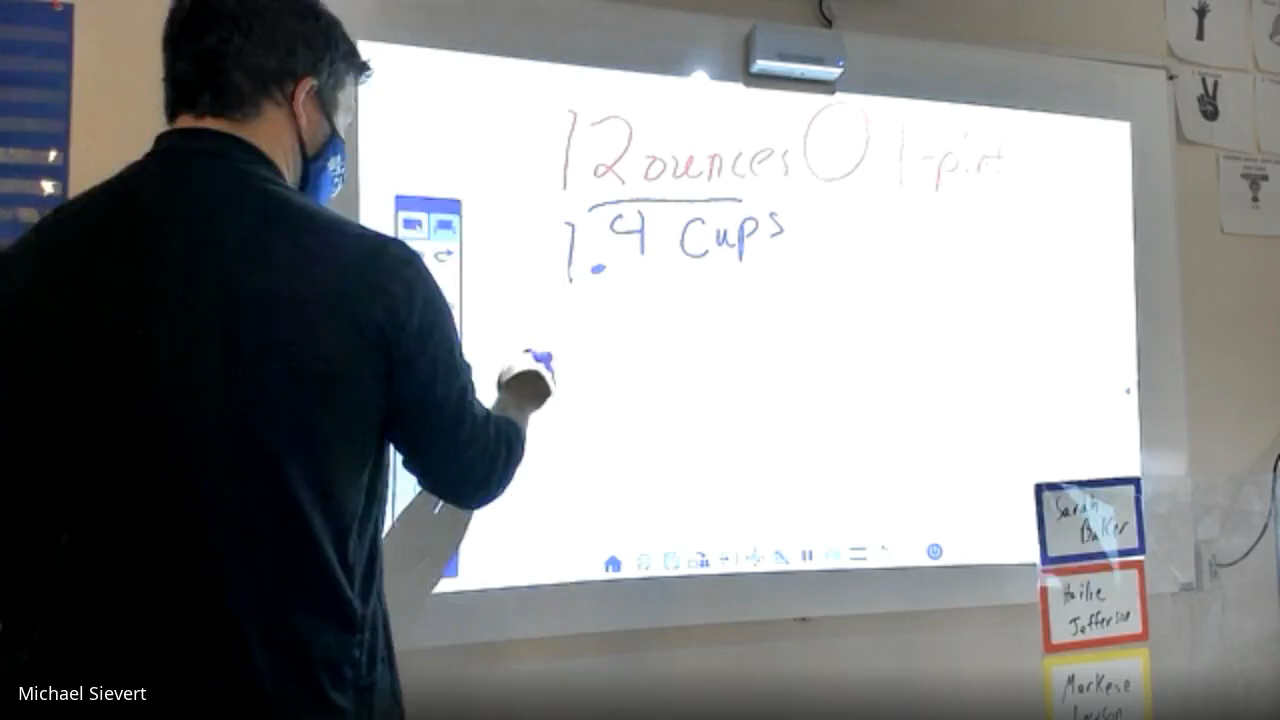 12 ounces O 1-pint
1.4 Cups
Sarah
Baker
Hailie
Jefferson
Markese
Michael Sievert